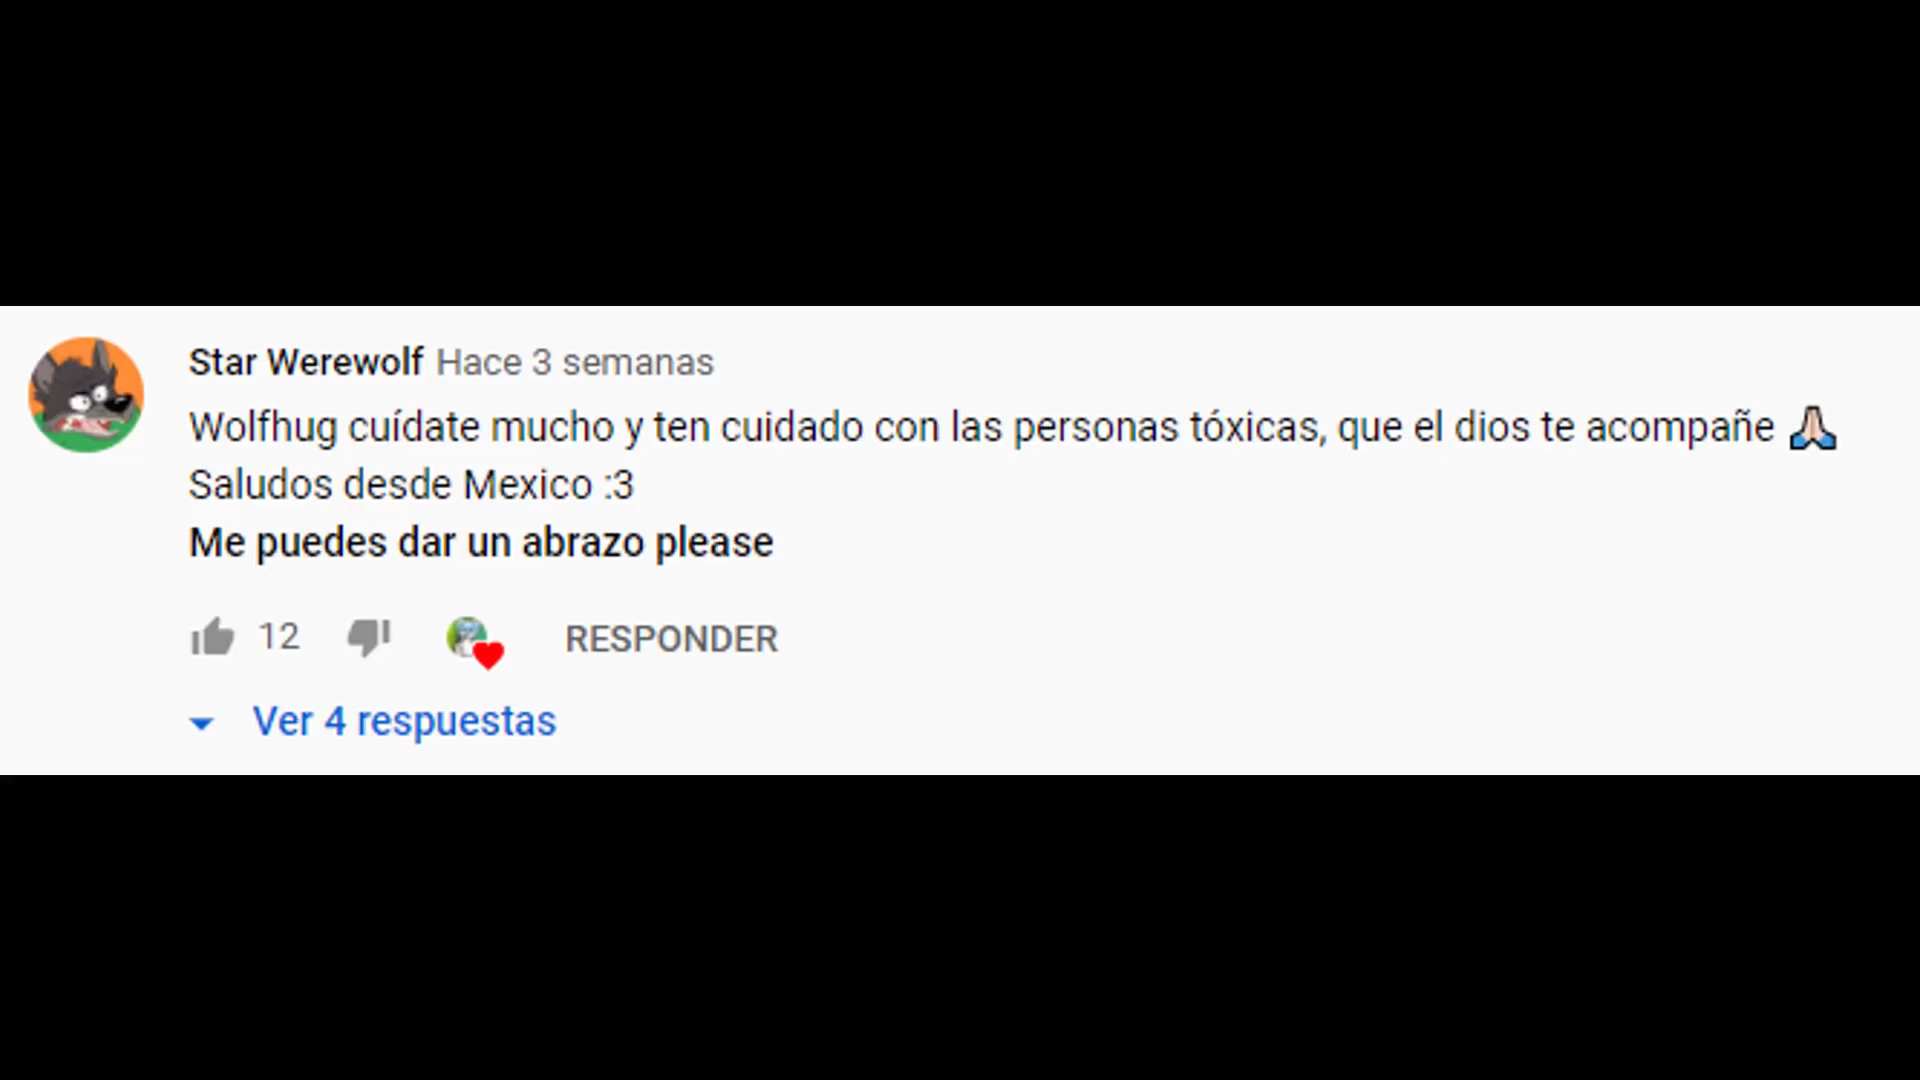 Star Werewolf Hace 3 semanas
Wolfhug cuídate mucho y ten cuidado con las personas tóxicas, que el dios te acompañe 🙏🏻
Saludos desde Mexico :3
Me puedes dar un abrazo please
12 RESPONDER
Ver 4 respuestas